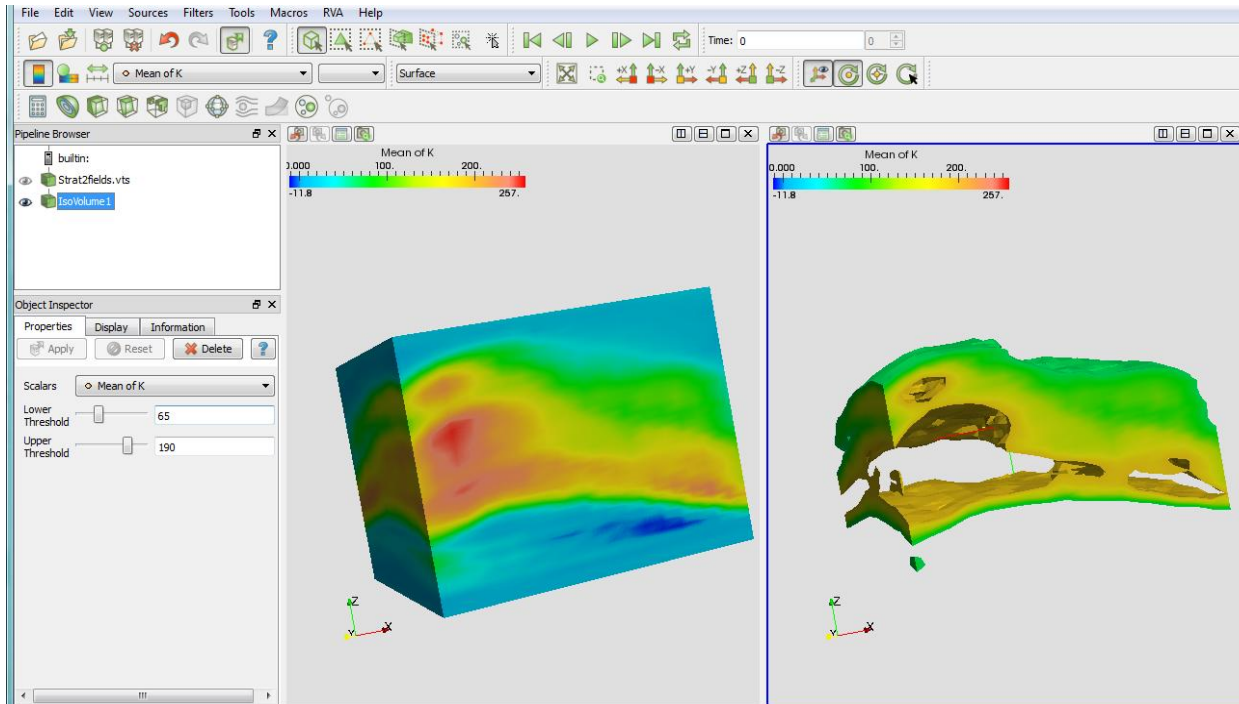 File Edit View Sources Filters Tools Macros RVA Help
Time: 0 0
Mean of K Surface
+X -X +Y -Y +Z -Z
Pipeline Browser
builtin:
Strat2fields.vts
IsoVolume1
Object Inspector
Properties Display Information
Apply Reset Delete ?
Scalars Mean of K
Lower Threshold 65
Upper Threshold 190
Mean of K
0.000 100. 200.
-11.8 257.
Z
Y X
Mean of K
0.000 100. 200.
-11.8 257.
Z
Y X